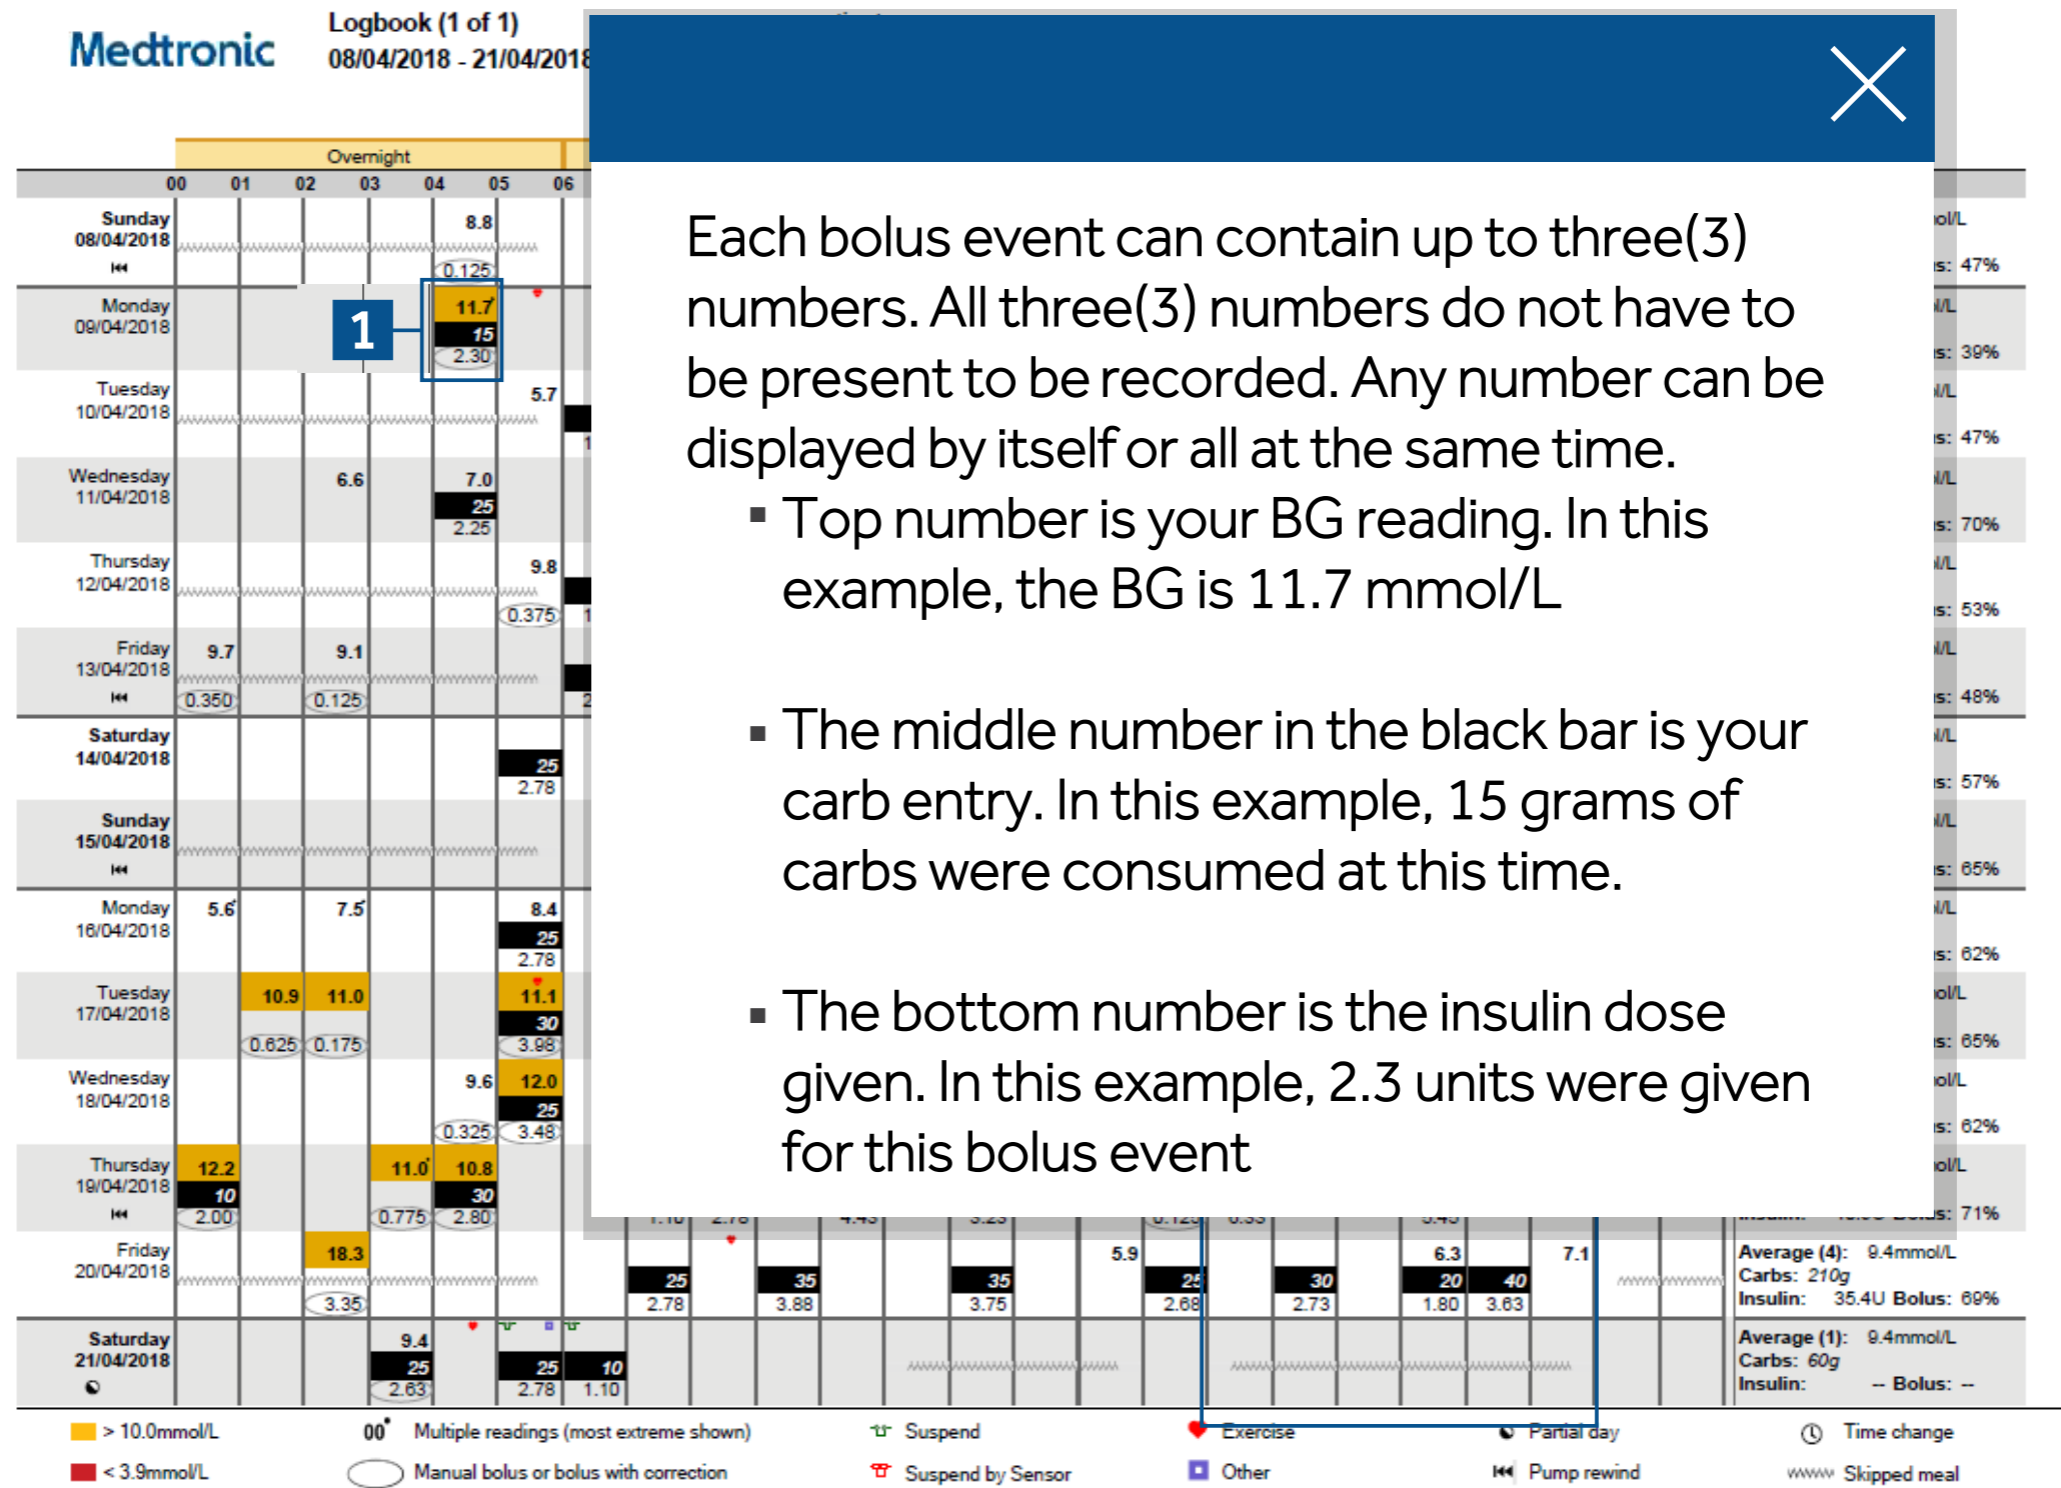 Medtronic
Logbook (1 of 1)
08/04/2018 - 21/04/2018
Overnight
00 01 02 03 04 05 06
Sunday 8.8 mol/L
08/04/2018
0.125 s: 47%
Monday 11.7•
09/04/2018 1 15
2.30 s: 39%
Tuesday 5.7
10/04/2018
s: 47%
Wednesday 6.6 7.0
11/04/2018 25
2.25 s: 70%
Thursday 9.8
12/04/2018
0.375 1 s: 53%
Friday 9.7 9.1
13/04/2018
0.350 0.125 2 s: 48%
Saturday
14/04/2018 25
2.78 s: 57%
Sunday
15/04/2018
s: 65%
Monday 5.6• 7.5• 8.4
16/04/2018 25
2.78 s: 62%
Tuesday 10.9 11.0 11.1
17/04/2018 30
0.625 0.175 3.98 s: 65%
Wednesday 9.6 12.0
18/04/2018 25
0.325 3.48 s: 62%
Thursday 12.2 11.0• 10.8
19/04/2018 10 30
2.00 0.775 2.80 s: 71%
Friday 18.3 5.9 6.3 7.1 Average (4): 9.4mmol/L
20/04/2018 25 35 35 25 30 20 40 Carbs: 210g
3.35 2.78 3.88 3.75 2.68 2.73 1.80 3.63 Insulin: 35.4U Bolus: 69%
Saturday 9.4 Average (1): 9.4mmol/L
21/04/2018 25 25 10 Carbs: 60g
2.63 2.78 1.10 Insulin: -- Bolus: --
Each bolus event can contain up to three(3)
numbers. All three(3) numbers do not have to
be present to be recorded. Any number can be
displayed by itself or all at the same time.
▪ Top number is your BG reading. In this
example, the BG is 11.7 mmol/L
▪ The middle number in the black bar is your
carb entry. In this example, 15 grams of
carbs were consumed at this time.
▪ The bottom number is the insulin dose
given. In this example, 2.3 units were given
for this bolus event
> 10.0mmol/L 00• Multiple readings (most extreme shown) Suspend Exercise Partial day Time change
< 3.9mmol/L Manual bolus or bolus with correction Suspend by Sensor Other Pump rewind Skipped meal